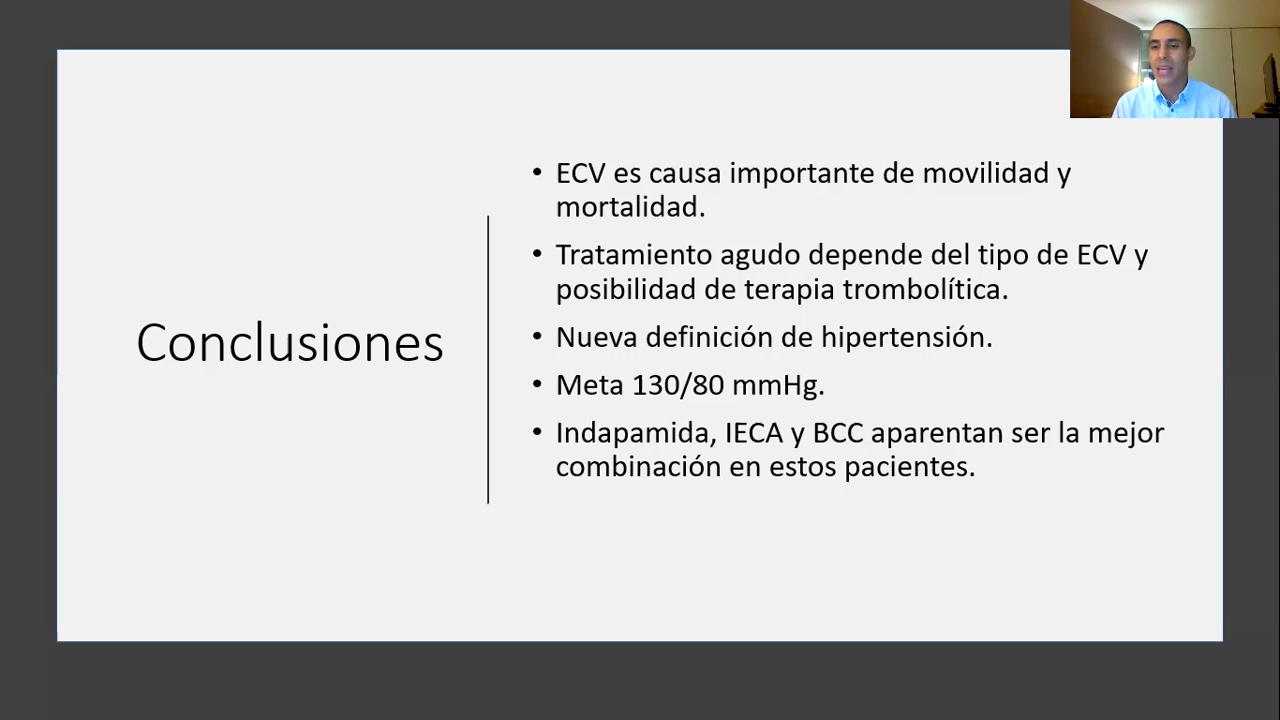 Conclusiones
• ECV es causa importante de movilidad y
mortalidad.
• Tratamiento agudo depende del tipo de ECV y
posibilidad de terapia trombolítica.
• Nueva definición de hipertensión.
• Meta 130/80 mmHg.
• Indapamida, IECA y BCC aparentan ser la mejor
combinación en estos pacientes.